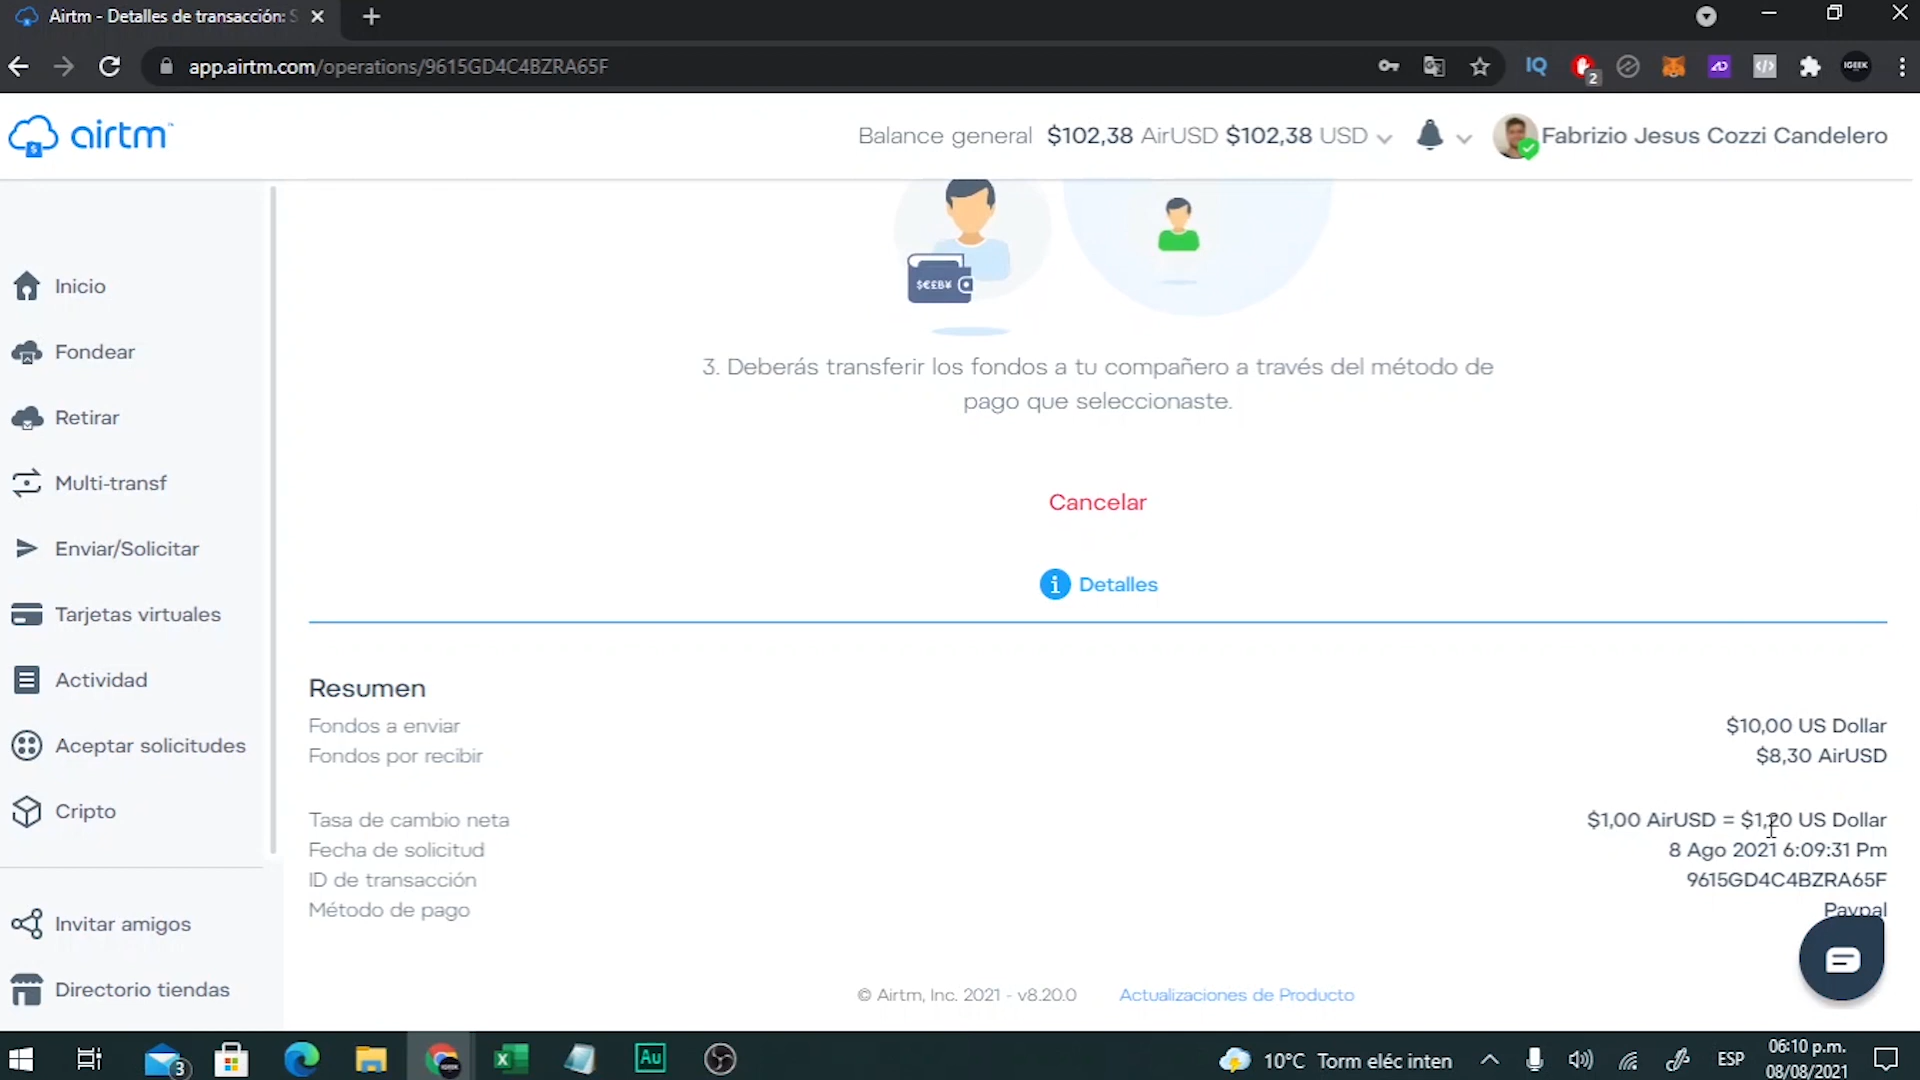 Airtm - Detalles de transacción: S
app.airtm.com/operations/9615GD4C4BZRA65F
IQ
2
AD
IGEEK
airtm
Balance general $102,38 AirUSD $102,38 USD
Fabrizio Jesus Cozzi Candelero
Inicio
Fondear
Retirar
Multi-transf
Enviar/Solicitar
Tarjetas virtuales
Actividad
Aceptar solicitudes
Cripto
Invitar amigos
Directorio tiendas
$€£B¥
3. Deberás transferir los fondos a tu compañero a través del método de
pago que seleccionaste.
Cancelar
Detalles
Resumen
Fondos a enviar $10,00 US Dollar
Fondos por recibir $8,30 AirUSD
Tasa de cambio neta $1,00 AirUSD = $1,20 US Dollar
Fecha de solicitud 8 Ago 2021 6:09:31 Pm
ID de transacción 9615GD4C4BZRA65F
Método de pago Paypal
© Airtm, Inc. 2021 - v8.20.0 Actualizaciones de Producto
3
Au
10°C Torm eléc inten
ESP
06:10 p.m.
08/08/2021